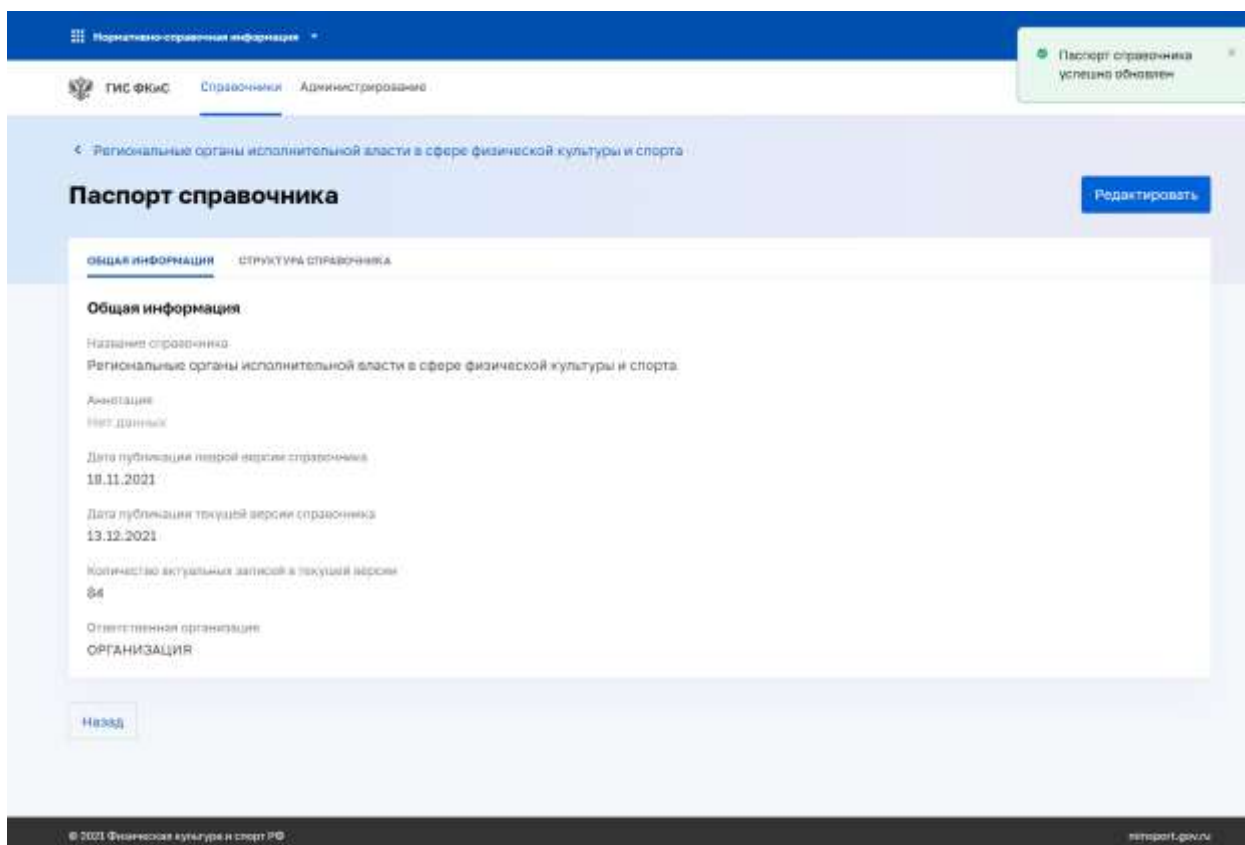 Нормативно-справочная информация
Паспорт справочника
успешно обновлен
ГИС ФКиС Справочники Администрирование
Региональные органы исполнительной власти в сфере физической культуры и спорта
Паспорт справочника
Редактировать
ОБЩАЯ ИНФОРМАЦИЯ СТРУКТУРА СПРАВОЧНИКА
Общая информация
Название справочника
Региональные органы исполнительной власти в сфере физической культуры и спорта
Аннотация
Нет данных
Дата публикации первой версии справочника
18.11.2021
Дата публикации текущей версии справочника
13.12.2021
Количество актуальных записей в текущей версии
84
Ответственная организация
ОРГАНИЗАЦИЯ
Назад
© 2021 Физическая культура и спорт РФ
minsport.gov.ru